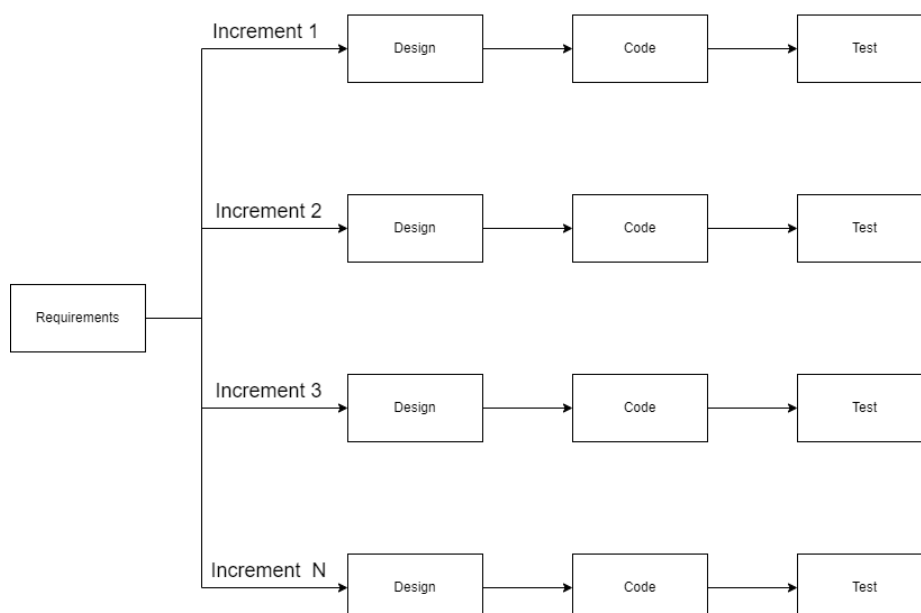 Increment 1
Design
Code
Test
Increment 2
Design
Code
Test
Requirements
Increment 3
Design
Code
Test
Increment  N
Design
Code
Test